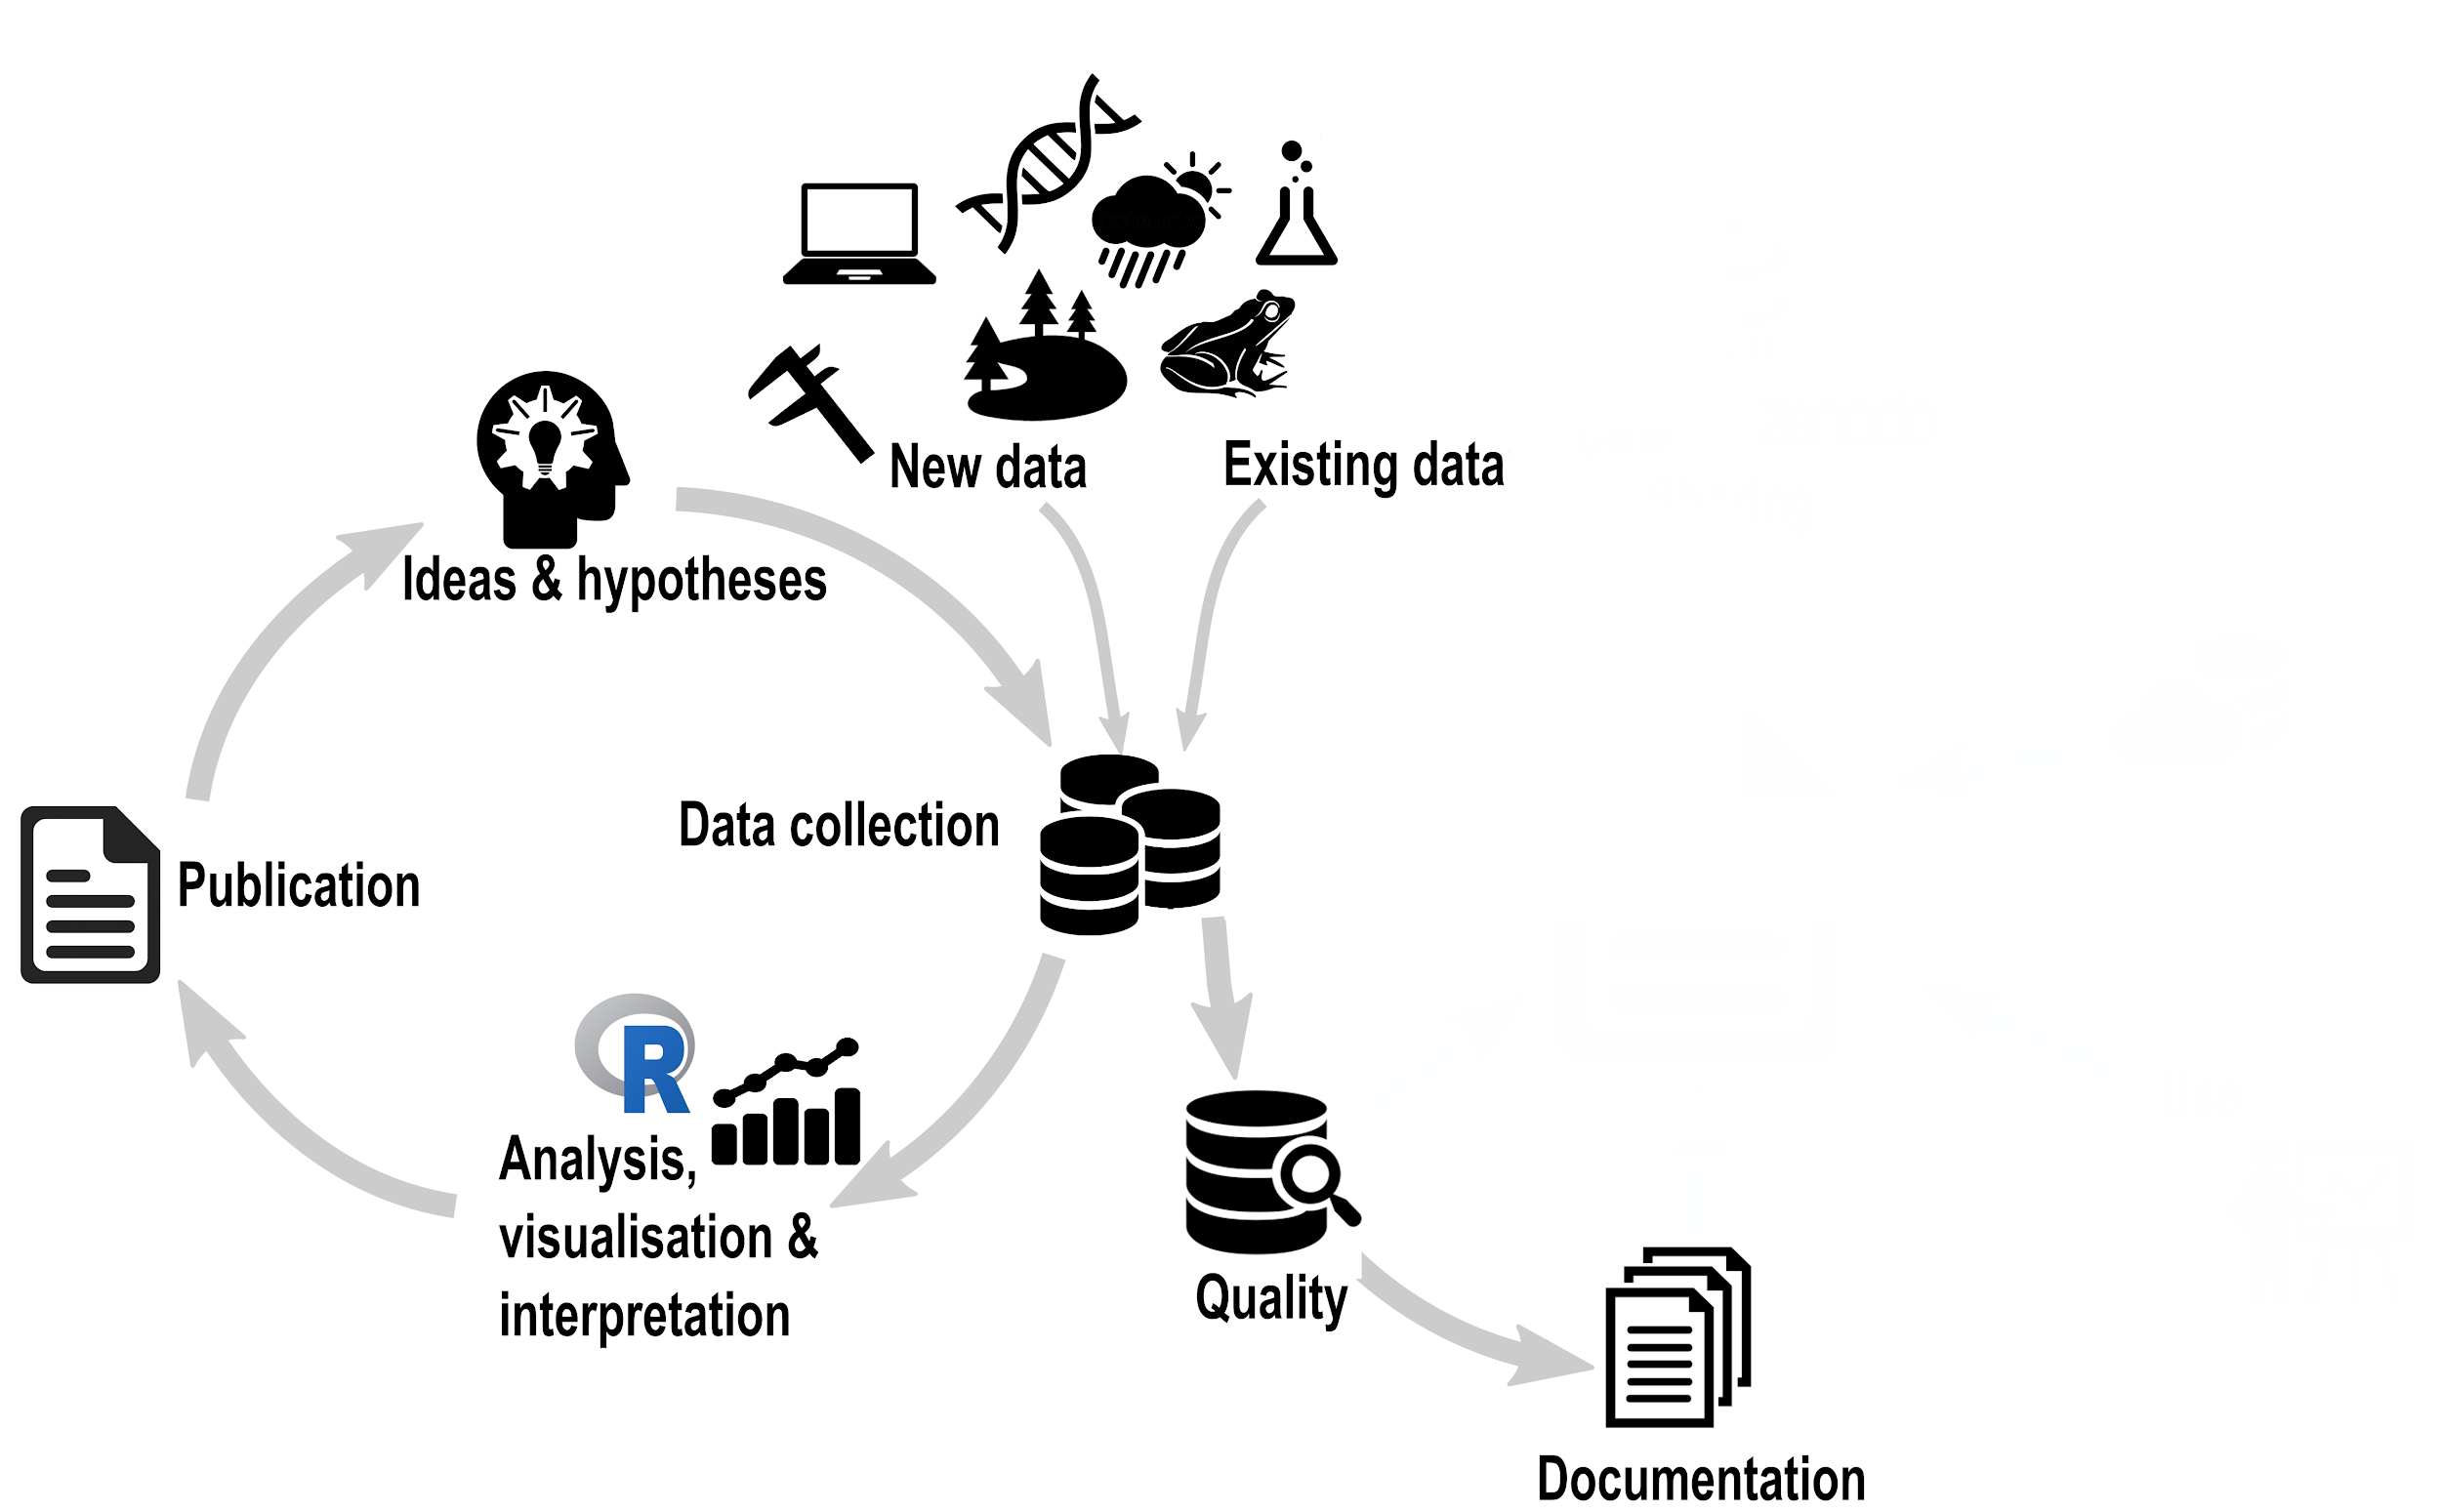 New data
Existing data
Ideas & hypotheses
Data collection
Publication
R
Analysis,
visualisation &
interpretation
Quality
Documentation